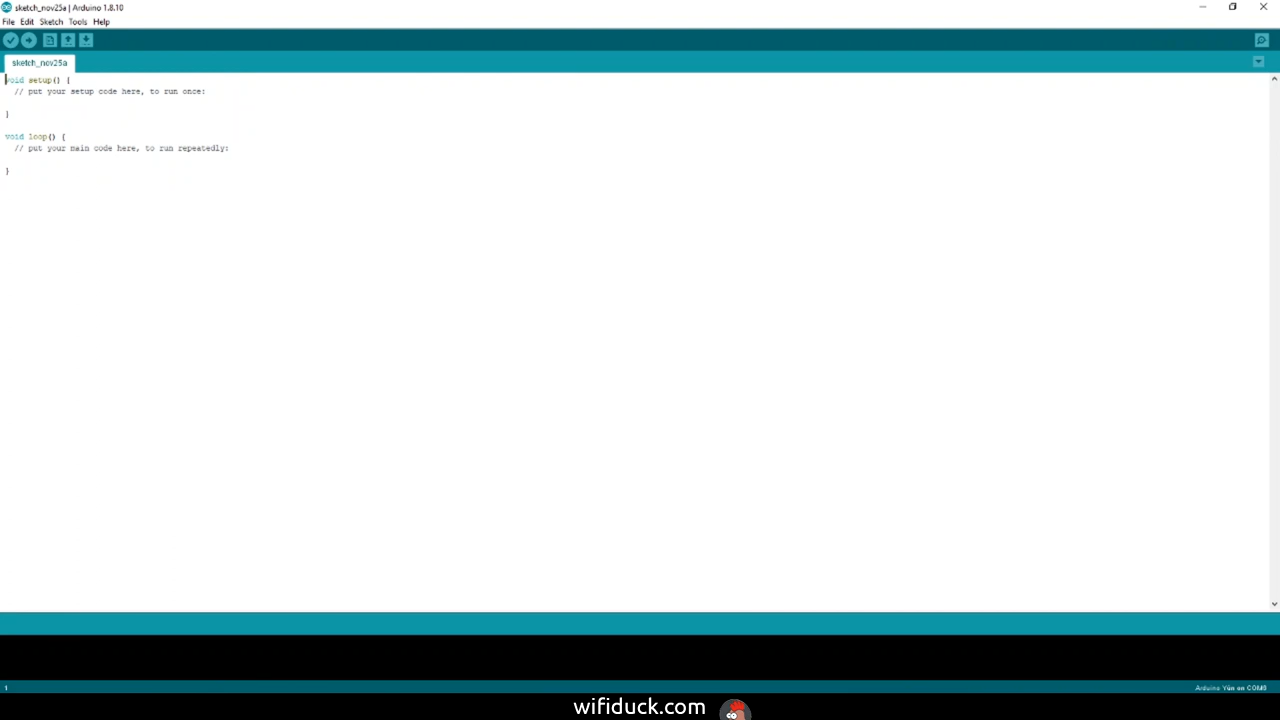 sketch_nov25a | Arduino 1.8.10
File Edit Sketch Tools Help
sketch_nov25a
void setup() {
// put your setup code here, to run once:
}
void loop() {
// put your main code here, to run repeatedly:
}
1
Arduino Yún on COM6
wifiduck.com